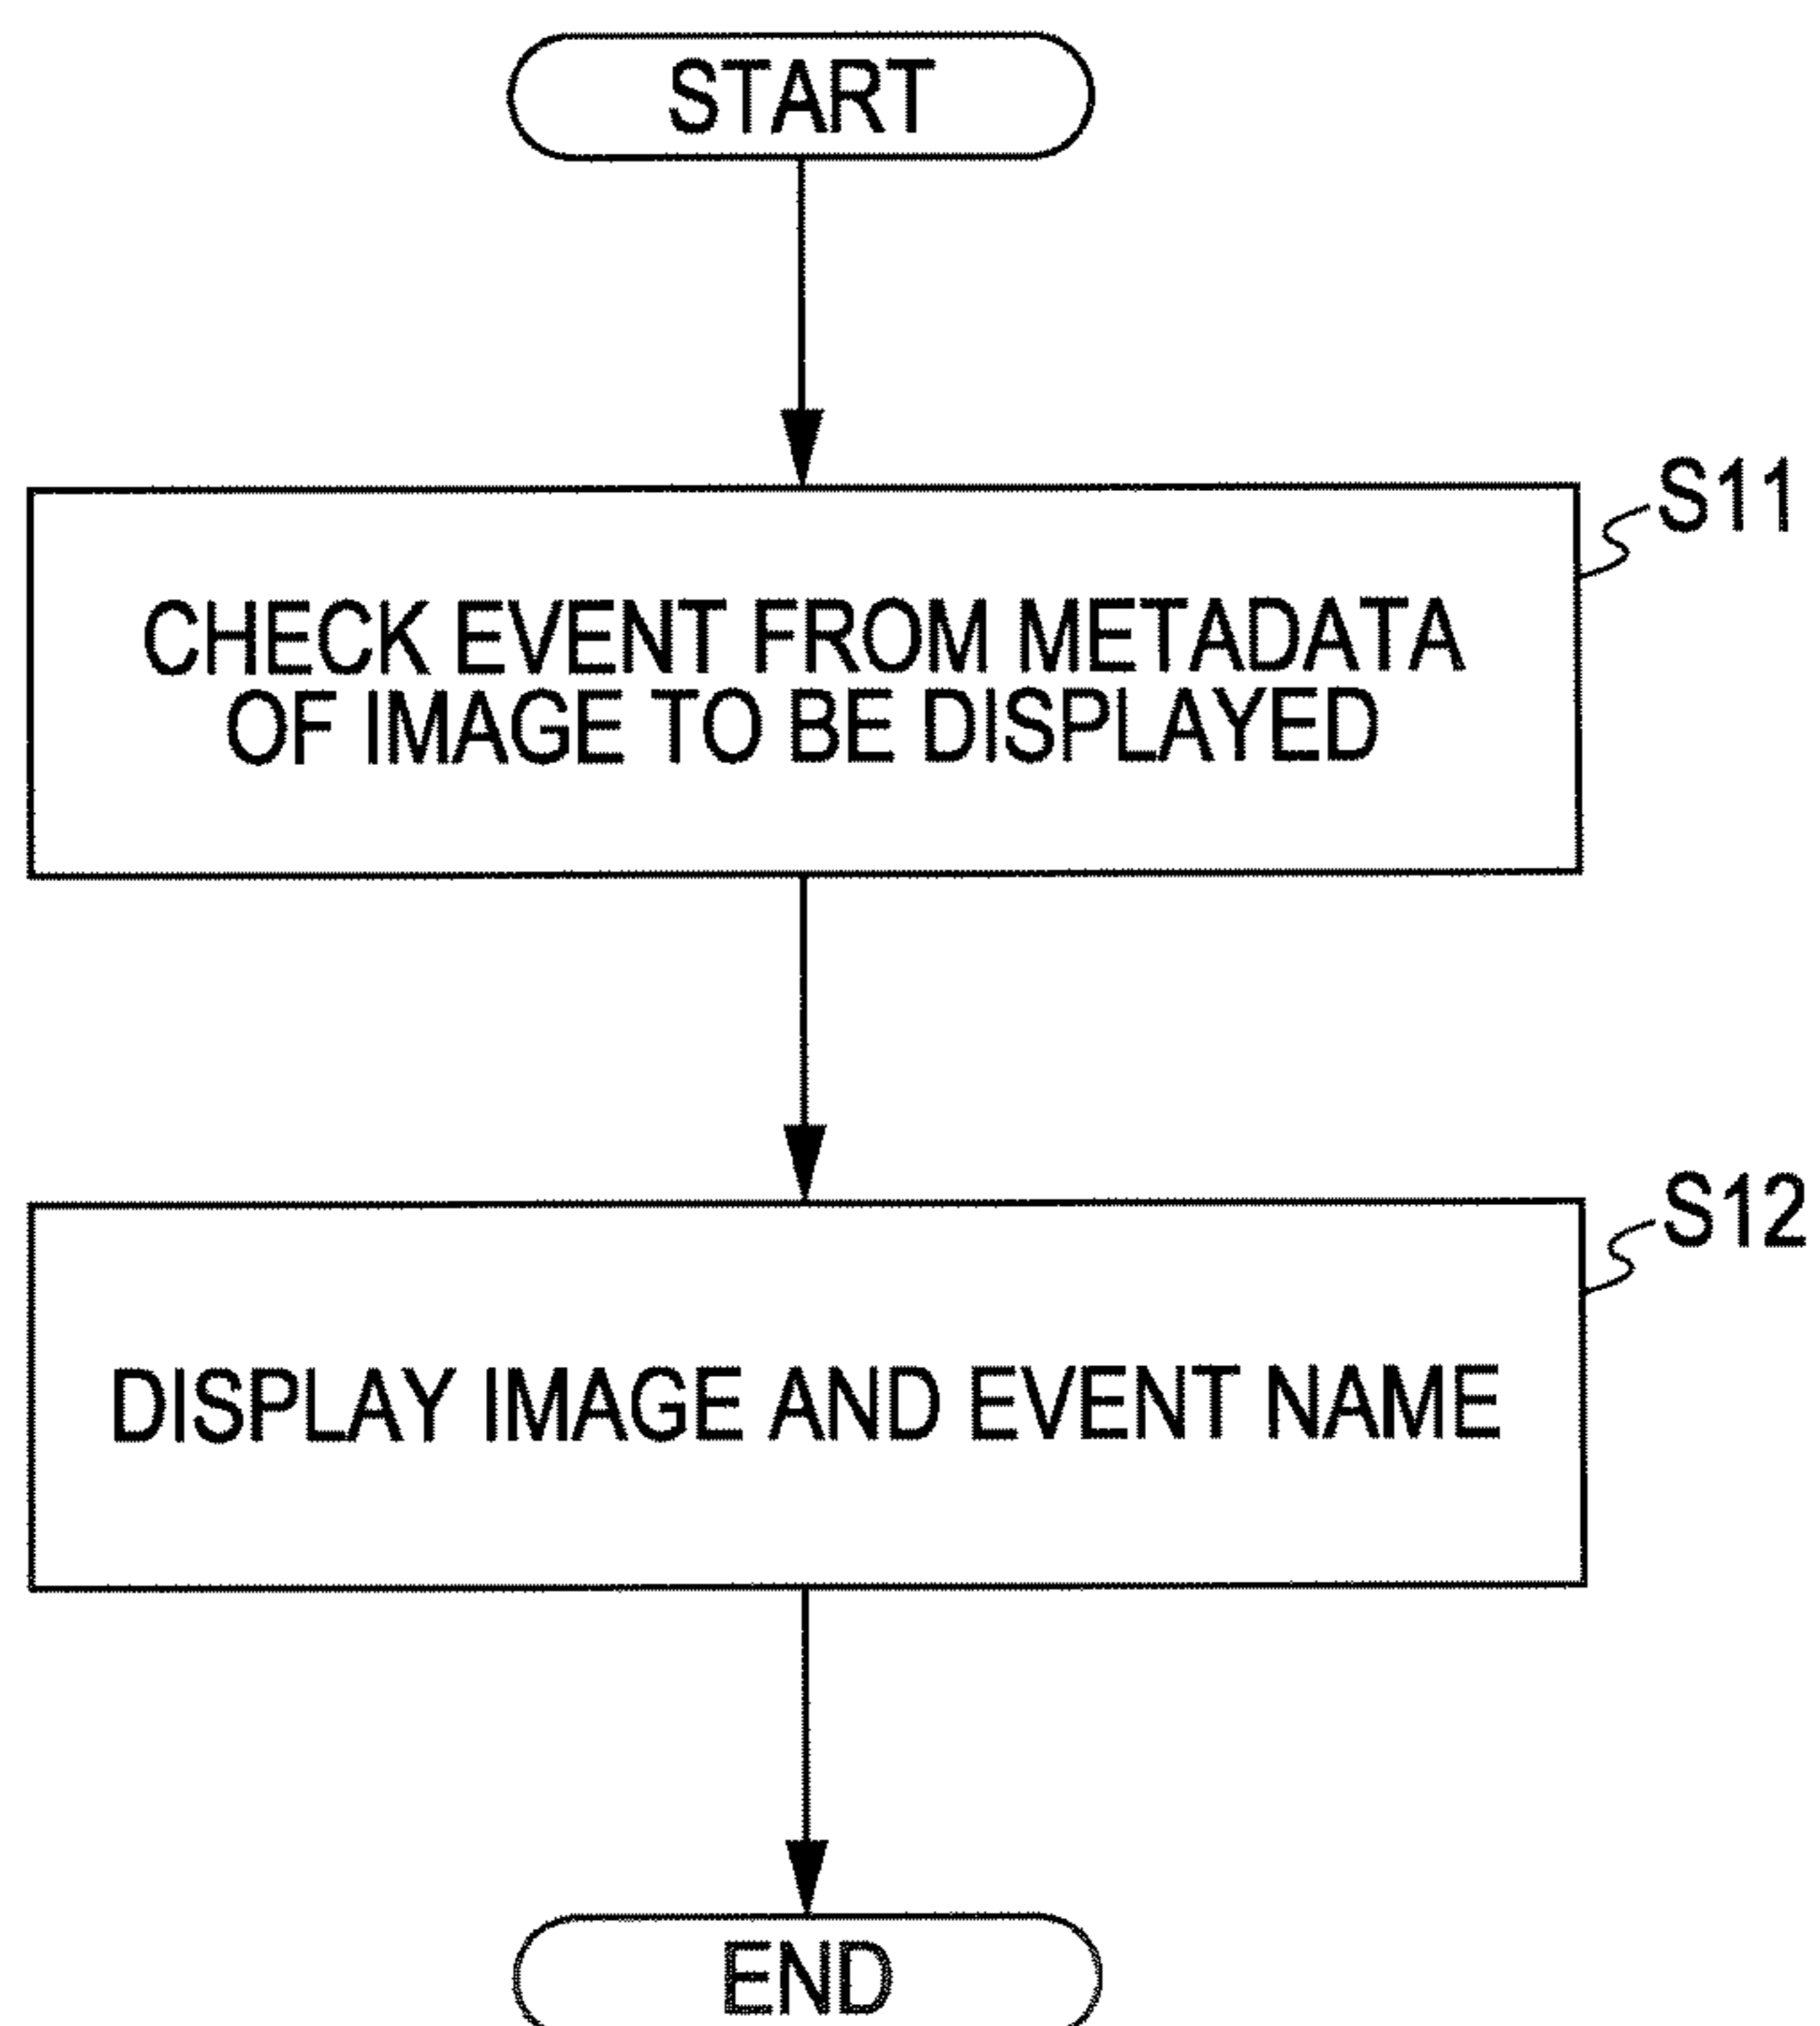 START
S11
CHECK EVENT FROM METADATA
OF IMAGE TO BE DISPLAYED
S12
DISPLAY IMAGE AND EVENT NAME
END